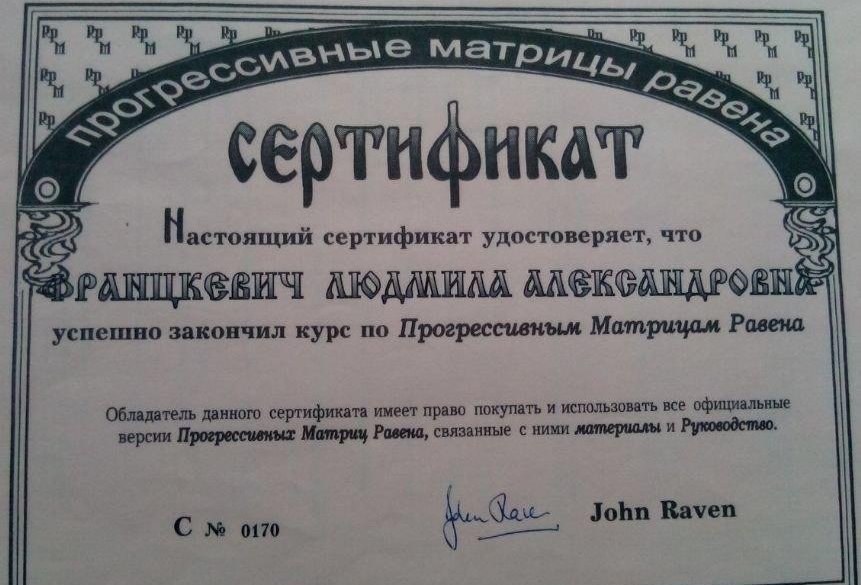 прогрессивные матрицы равена
СЕРТИФИКАТ
Настоящий сертификат удостоверяет, что
ФРАНЦКЕВИЧ ЛЮДМИЛА АЛЕКСАНДРОВНА
успешно закончил курс по Прогрессивным Матрицам Равена
Обладатель данного сертификата имеет право покупать и использовать все официальные
версии Прогрессивных Матриц Равена, связанные с ними материалы и Руководство.
John Raven John Raven
С № 0170